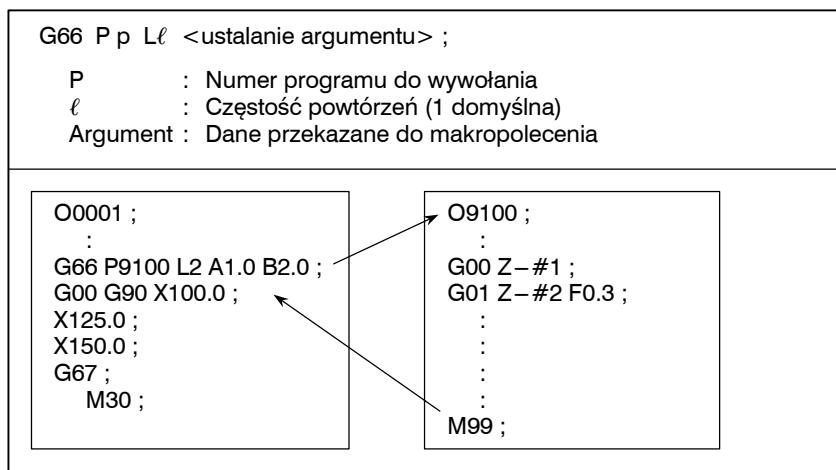 G66 P p Lℓ <ustalanie argumentu> ;
P : Numer programu do wywołania
ℓ : Częstość powtórzeń (1 domyślna)
Argument : Dane przekazane do makropolecenia
O0001 ;
:
G66 P9100 L2 A1.0 B2.0 ;
G00 G90 X100.0 ;
X125.0 ;
X150.0 ;
G67 ;
M30 ;
O9100 ;
:
G00 Z−#1 ;
G01 Z−#2 F0.3 ;
:
:
:
:
M99 ;